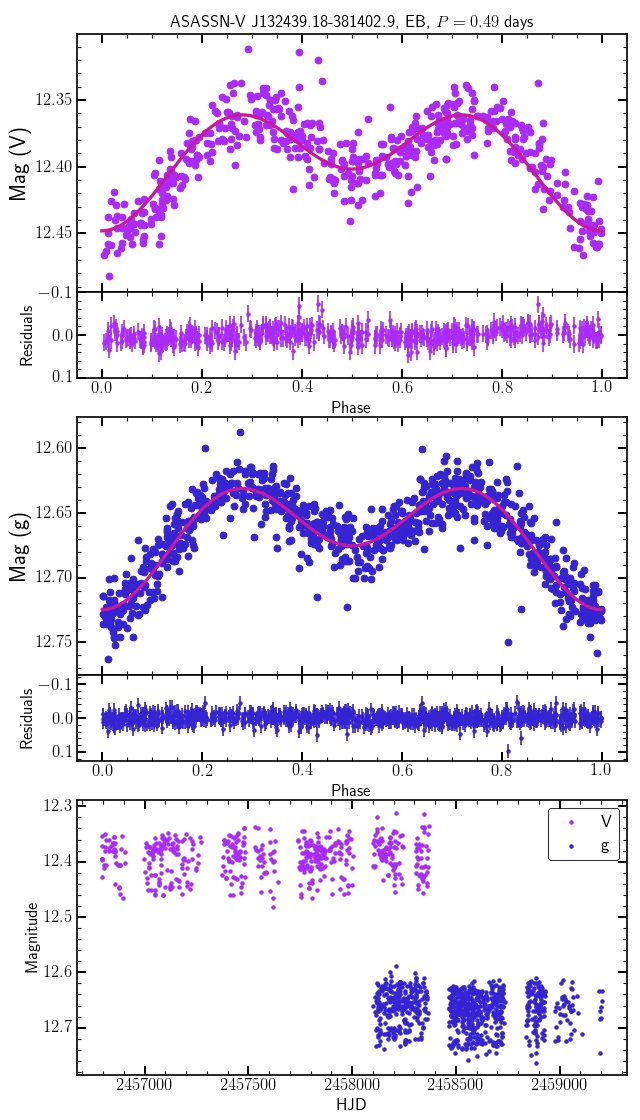 ASASSN-V J132439.18-381402.9, EB, P = 0.49 days
12.35
12.40
12.45
Mag (V)
−0.1
0.0
0.1
Residuals
0.0 0.2 0.4 0.6 0.8 1.0
Phase
12.60
12.65
12.70
12.75
Mag (g)
−0.1
0.0
0.1
Residuals
0.0 0.2 0.4 0.6 0.8 1.0
Phase
12.3
12.4
12.5
12.6
12.7
Magnitude
V
g
2457000 2457500 2458000 2458500 2459000
HJD